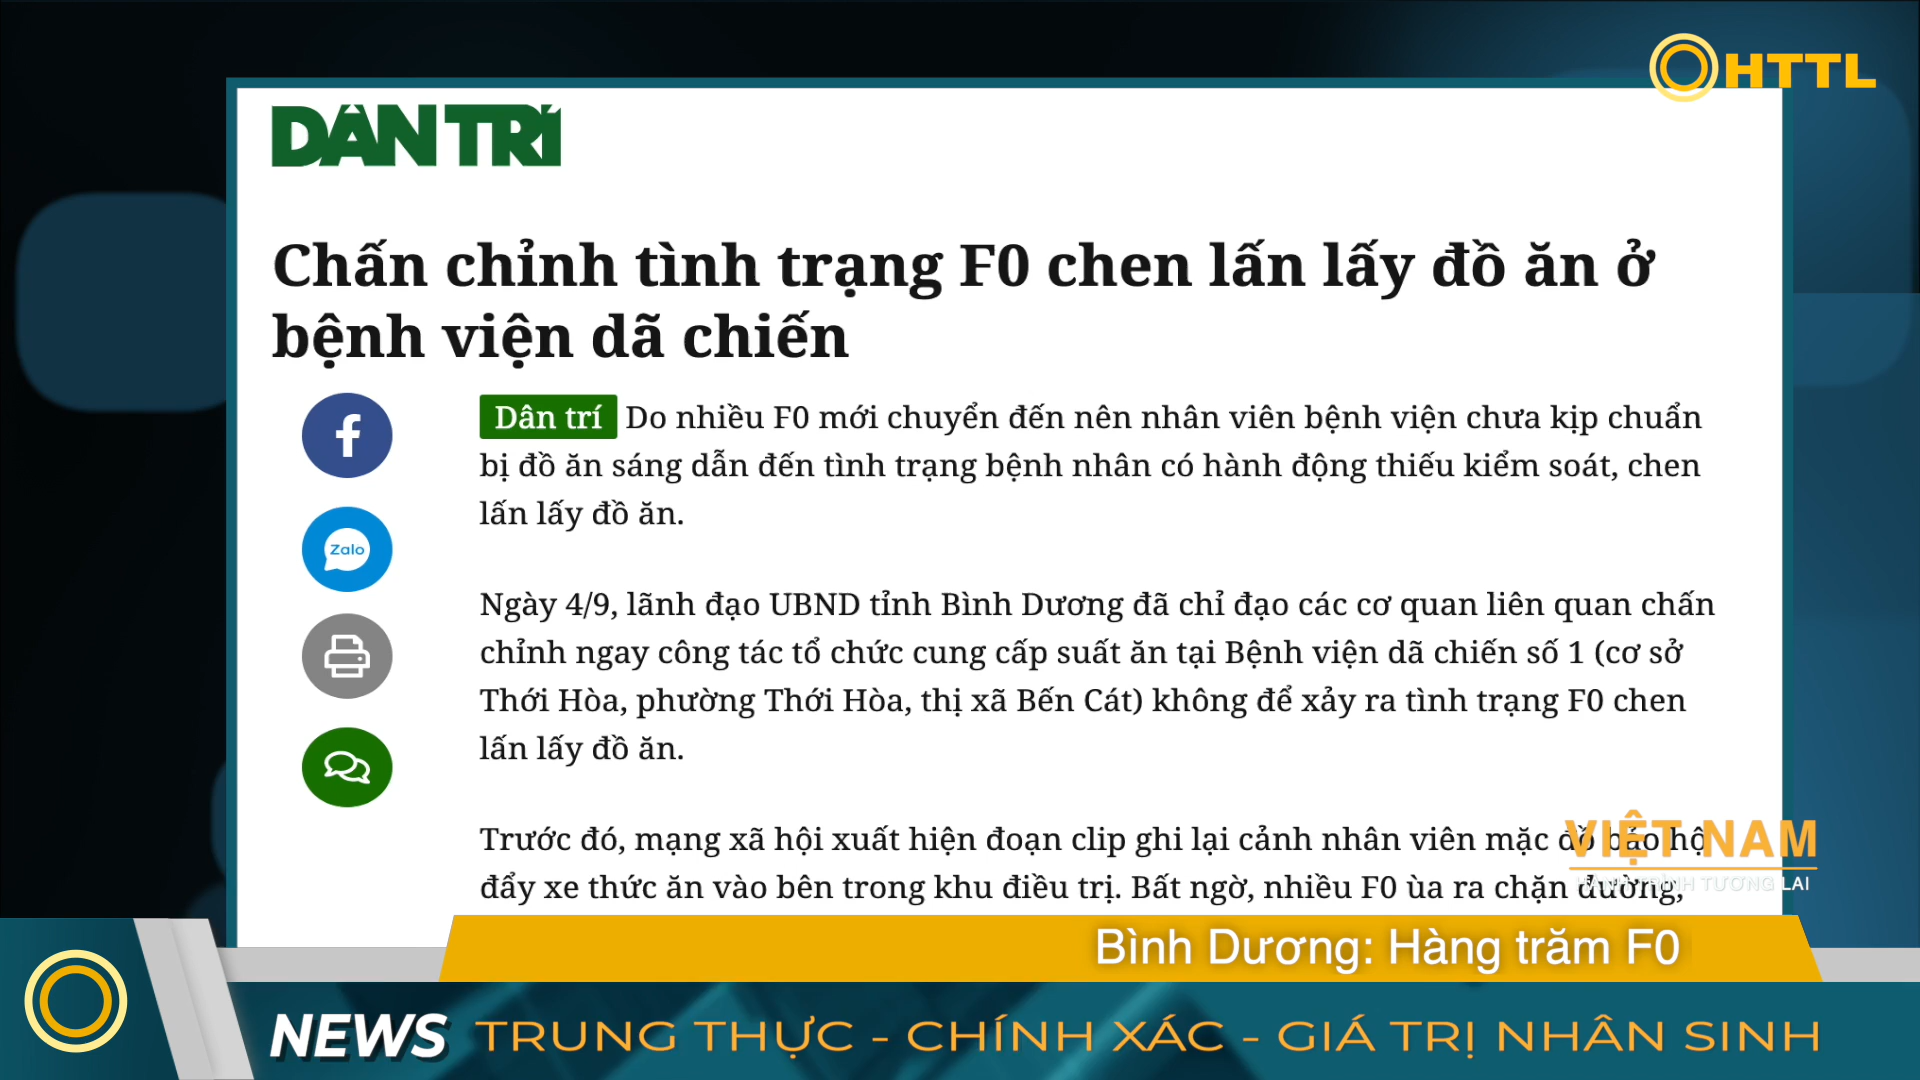 HTTL
DÂN TRÍ
Chấn chỉnh tình trạng F0 chen lấn lấy đồ ăn ở
bệnh viện dã chiến
Dân trí Do nhiều F0 mới chuyển đến nên nhân viên bệnh viện chưa kịp chuẩn
bị đồ ăn sáng dẫn đến tình trạng bệnh nhân có hành động thiếu kiểm soát, chen
lấn lấy đồ ăn.
Zalo
Ngày 4/9, lãnh đạo UBND tỉnh Bình Dương đã chỉ đạo các cơ quan liên quan chấn
chỉnh ngay công tác tổ chức cung cấp suất ăn tại Bệnh viện dã chiến số 1 (cơ sở
Thới Hòa, phường Thới Hòa, thị xã Bến Cát) không để xảy ra tình trạng F0 chen
lấn lấy đồ ăn.
Trước đó, mạng xã hội xuất hiện đoạn clip ghi lại cảnh nhân viên mặc đồ bảo hộ
đẩy xe thức ăn vào bên trong khu điều trị. Bất ngờ, nhiều F0 ùa ra chặn đường,
VIỆT NAM
HÀNH TRÌNH TƯƠNG LAI
Bình Dương: Hàng trăm F0
NEWS TRUNG THỰC - CHÍNH XÁC - GIÁ TRỊ NHÂN SINH